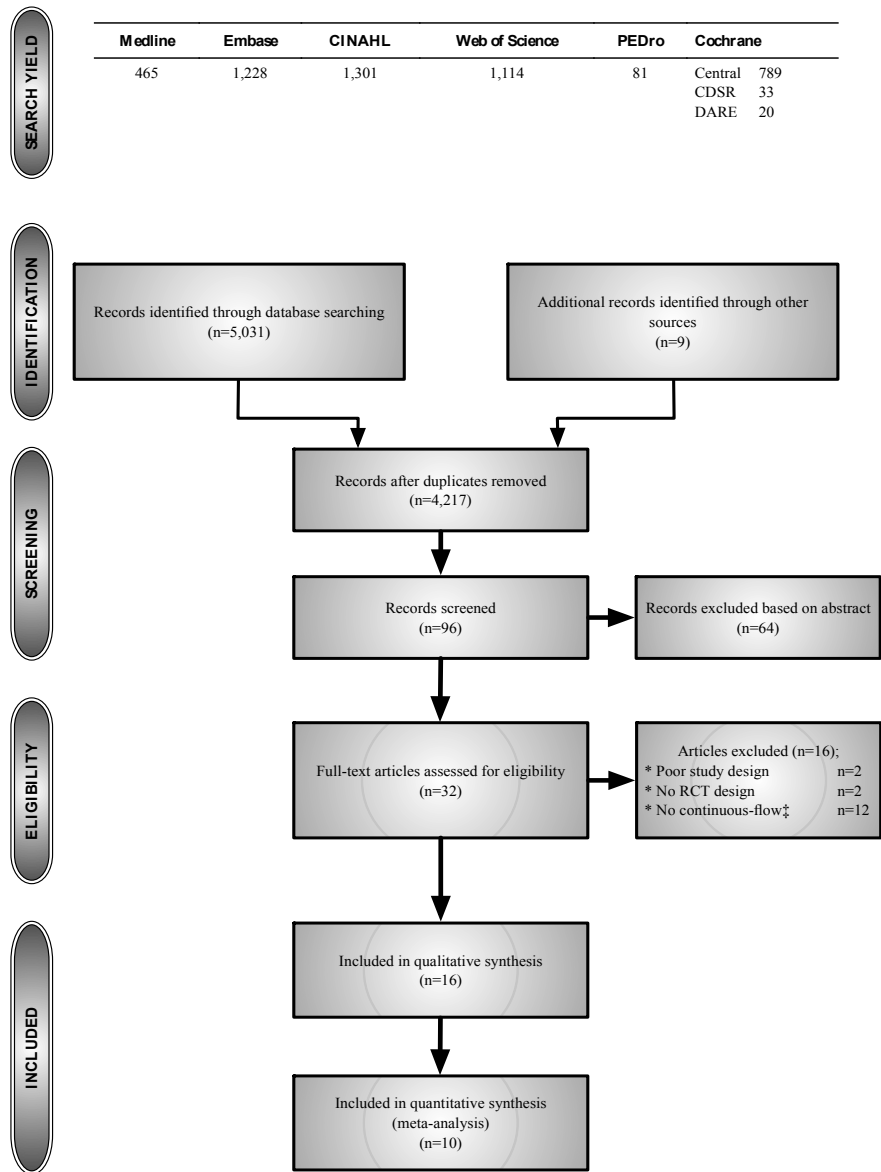 SEARCH YIELD
Medline Embase CINAHL Web of Science PEDro Cochrane
465 1,228 1,301 1,114 81 Central 789
CDSR 33
DARE 20
IDENTIFICATION
Records identified through database searching
(n=5,031)
Additional records identified through other
sources
(n=9)
SCREENING
Records after duplicates removed
(n=4,217)
Records screened
(n=96)
Records excluded based on abstract
(n=64)
ELIGIBILITY
Full-text articles assessed for eligibility
(n=32)
Articles excluded (n=16);
* Poor study design n=2
* No RCT design n=2
* No continuous-flow‡ n=12
INCLUDED
Included in qualitative synthesis
(n=16)
Included in quantitative synthesis
(meta-analysis)
(n=10)